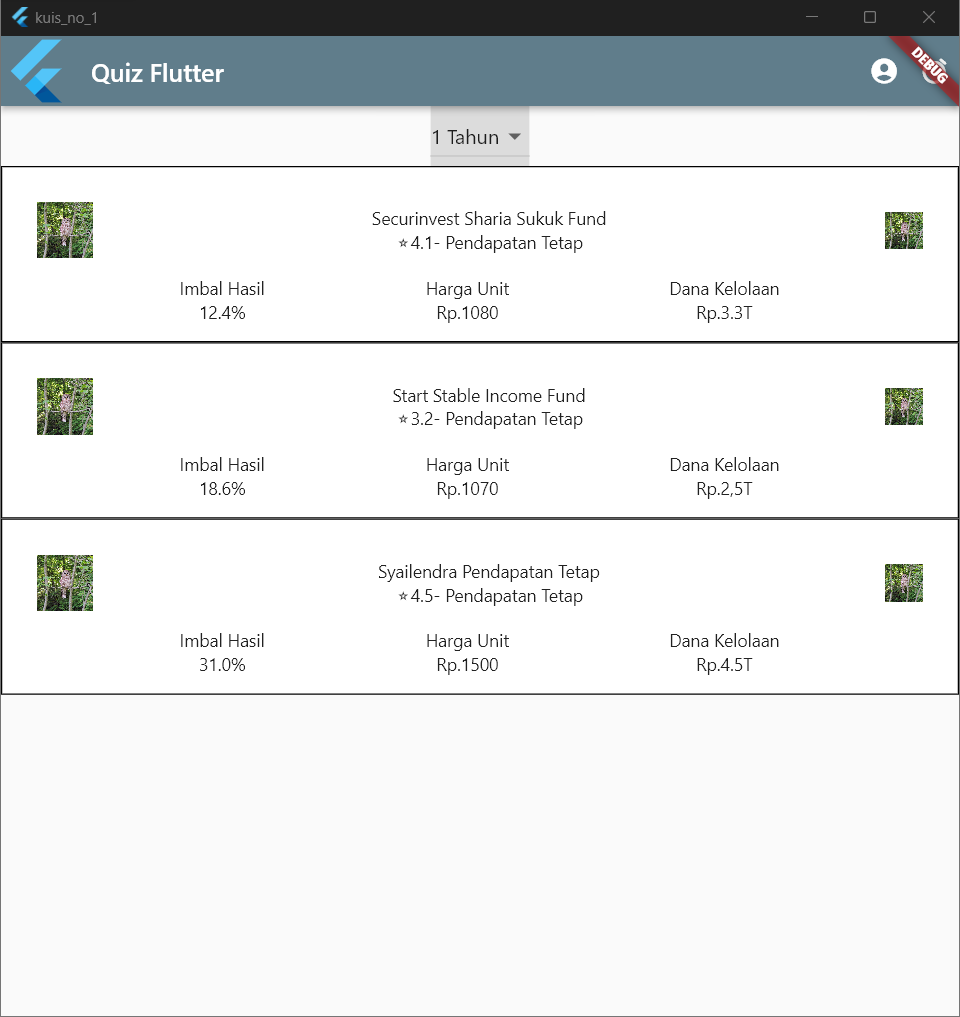 kuis_no_1
Quiz Flutter
DEBUG
1 Tahun
Securinvest Sharia Sukuk Fund
⭐4.1- Pendapatan Tetap
Imbal Hasil Harga Unit Dana Kelolaan
12.4% Rp.1080 Rp.3.3T
Start Stable Income Fund
⭐3.2- Pendapatan Tetap
Imbal Hasil Harga Unit Dana Kelolaan
18.6% Rp.1070 Rp.2,5T
Syailendra Pendapatan Tetap
⭐4.5- Pendapatan Tetap
Imbal Hasil Harga Unit Dana Kelolaan
31.0% Rp.1500 Rp.4.5T